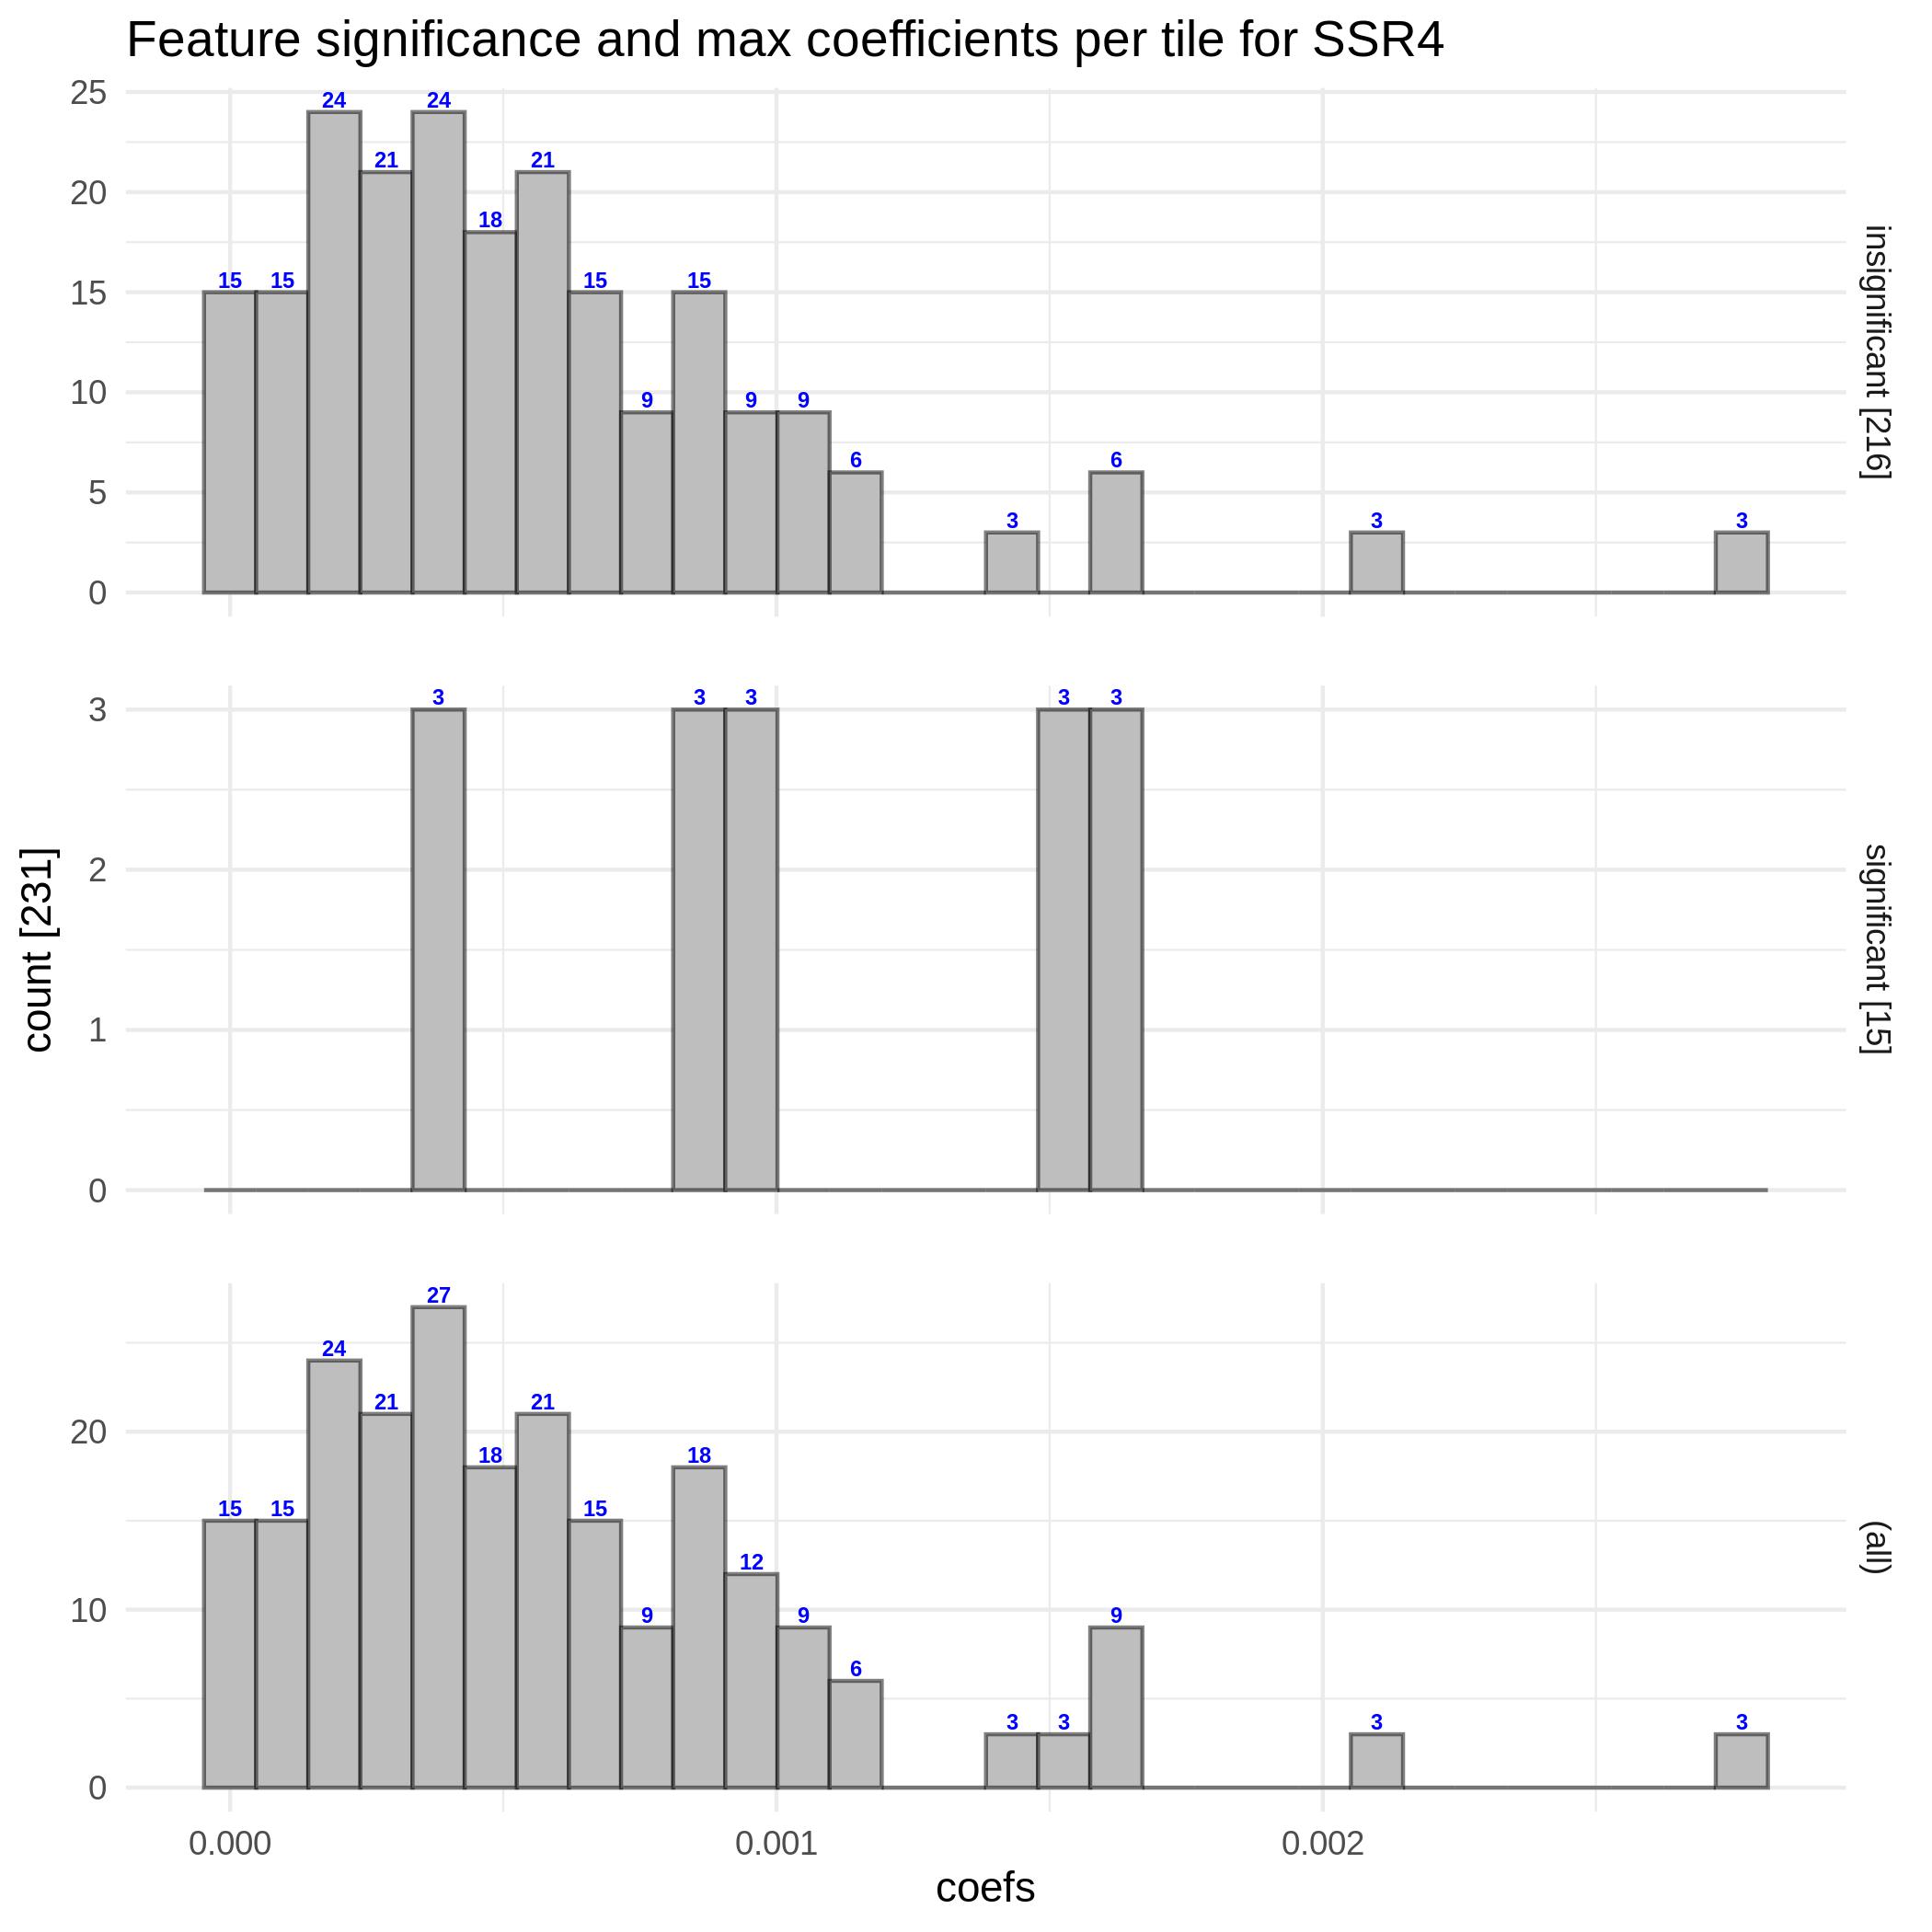 Feature significance and max coefficients per tile for SSR4
25
20
15
10
5
0
15 15 24 21 24 18 21 15 9 15 9 9 6 3 6 3 3
insignificant [216]
count [231]
3
2
1
0
3 3 3 3 3
significant [15]
20
10
0
15 15 24 21 27 18 21 15 9 18 12 9 6 3 3 9 3 3
(all)
0.000 0.001 0.002
coefs